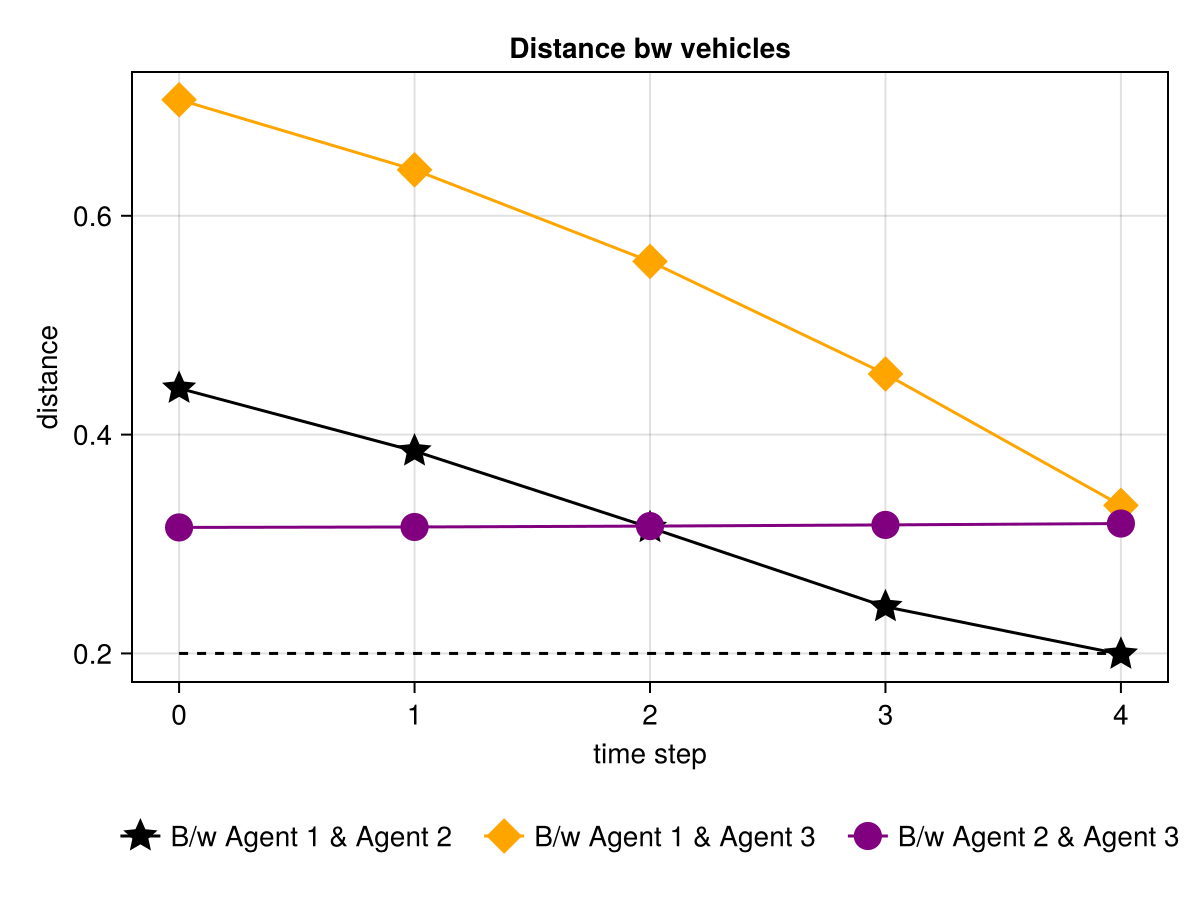 Distance bw vehicles
distance
0.6
0.4
0.2
0 1 2 3 4
time step
B/w Agent 1 & Agent 2 B/w Agent 1 & Agent 3 B/w Agent 2 & Agent 3